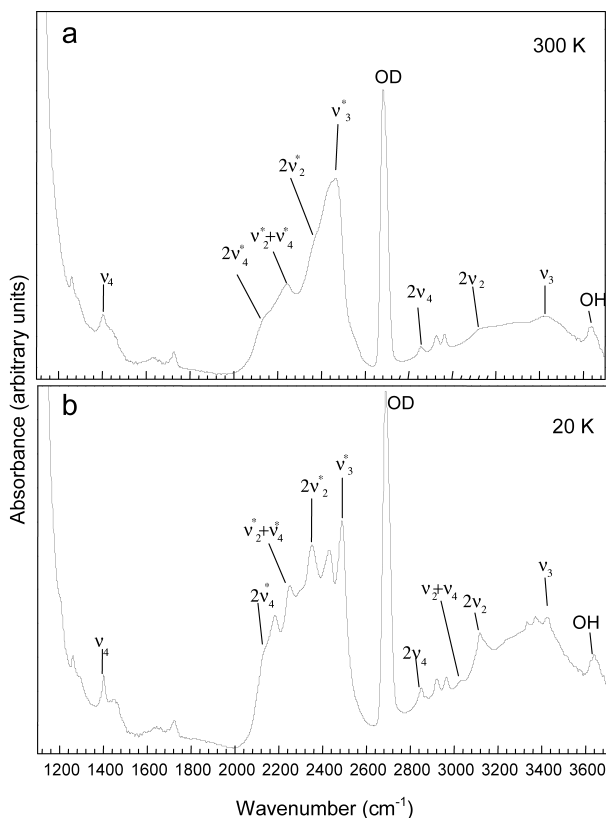 a
300 K
OD
ν*3
2ν*2
ν*2+ν*4
2ν*4
ν4
2ν4
2ν2
ν3
OH
b
20 K
OD
ν*3
2ν*2
ν*2+ν*4
2ν*4
ν4
2ν4
ν2+ν4
2ν2
ν3
OH
Absorbance (arbitrary units)
1200 1400 1600 1800 2000 2200 2400 2600 2800 3000 3200 3400 3600
Wavenumber (cm-1)